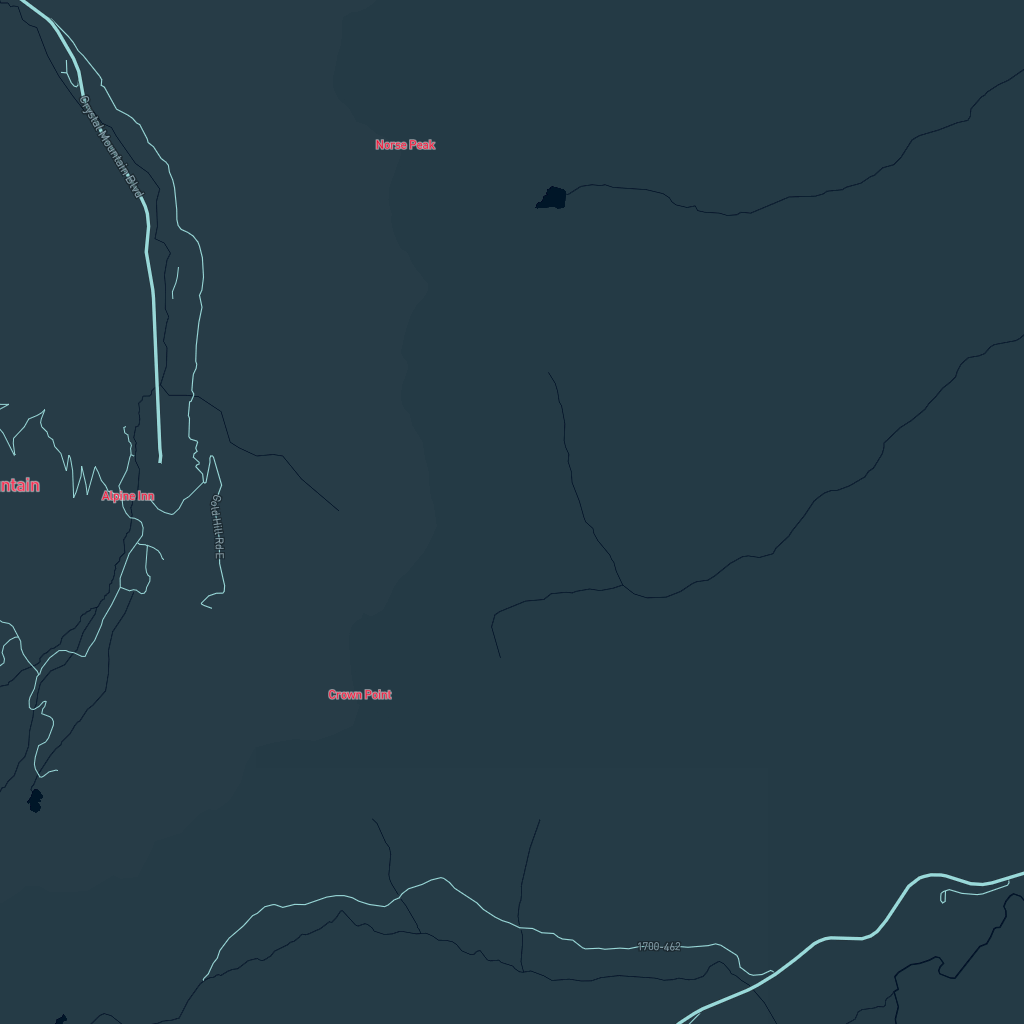 Crystal Mountain Blvd
Norse Peak
ntain
Alpine Inn
Gold Hill Rd E
Crown Point
1700-462